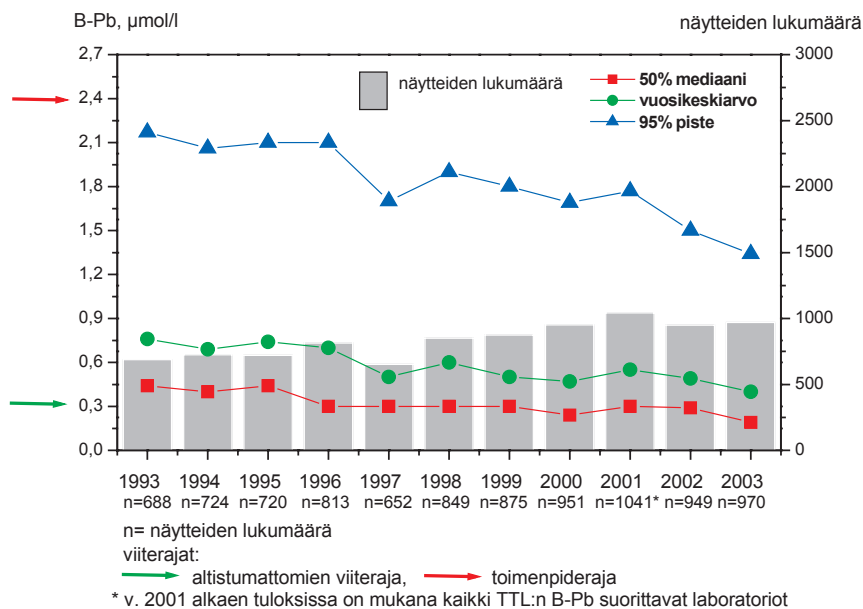 B-Pb, µmol/l
näytteiden lukumäärä
2,7
2,4
2,1
1,8
1,5
1,2
0,9
0,6
0,3
0,0
3000
2500
2000
1500
1000
500
0
näytteiden lukumäärä
50% mediaani
vuosikeskiarvo
95% piste
1993 1994 1995 1996 1997 1998 1999 2000 2001 2002 2003
n=688 n=724 n=720 n=813 n=652 n=849 n=875 n=951 n=1041* n=949 n=970
n= näytteiden lukumäärä
viiterajat:
altistumattomien viiteraja, toimenpideraja
* v. 2001 alkaen tuloksissa on mukana kaikki TTL:n B-Pb suorittavat laboratoriot